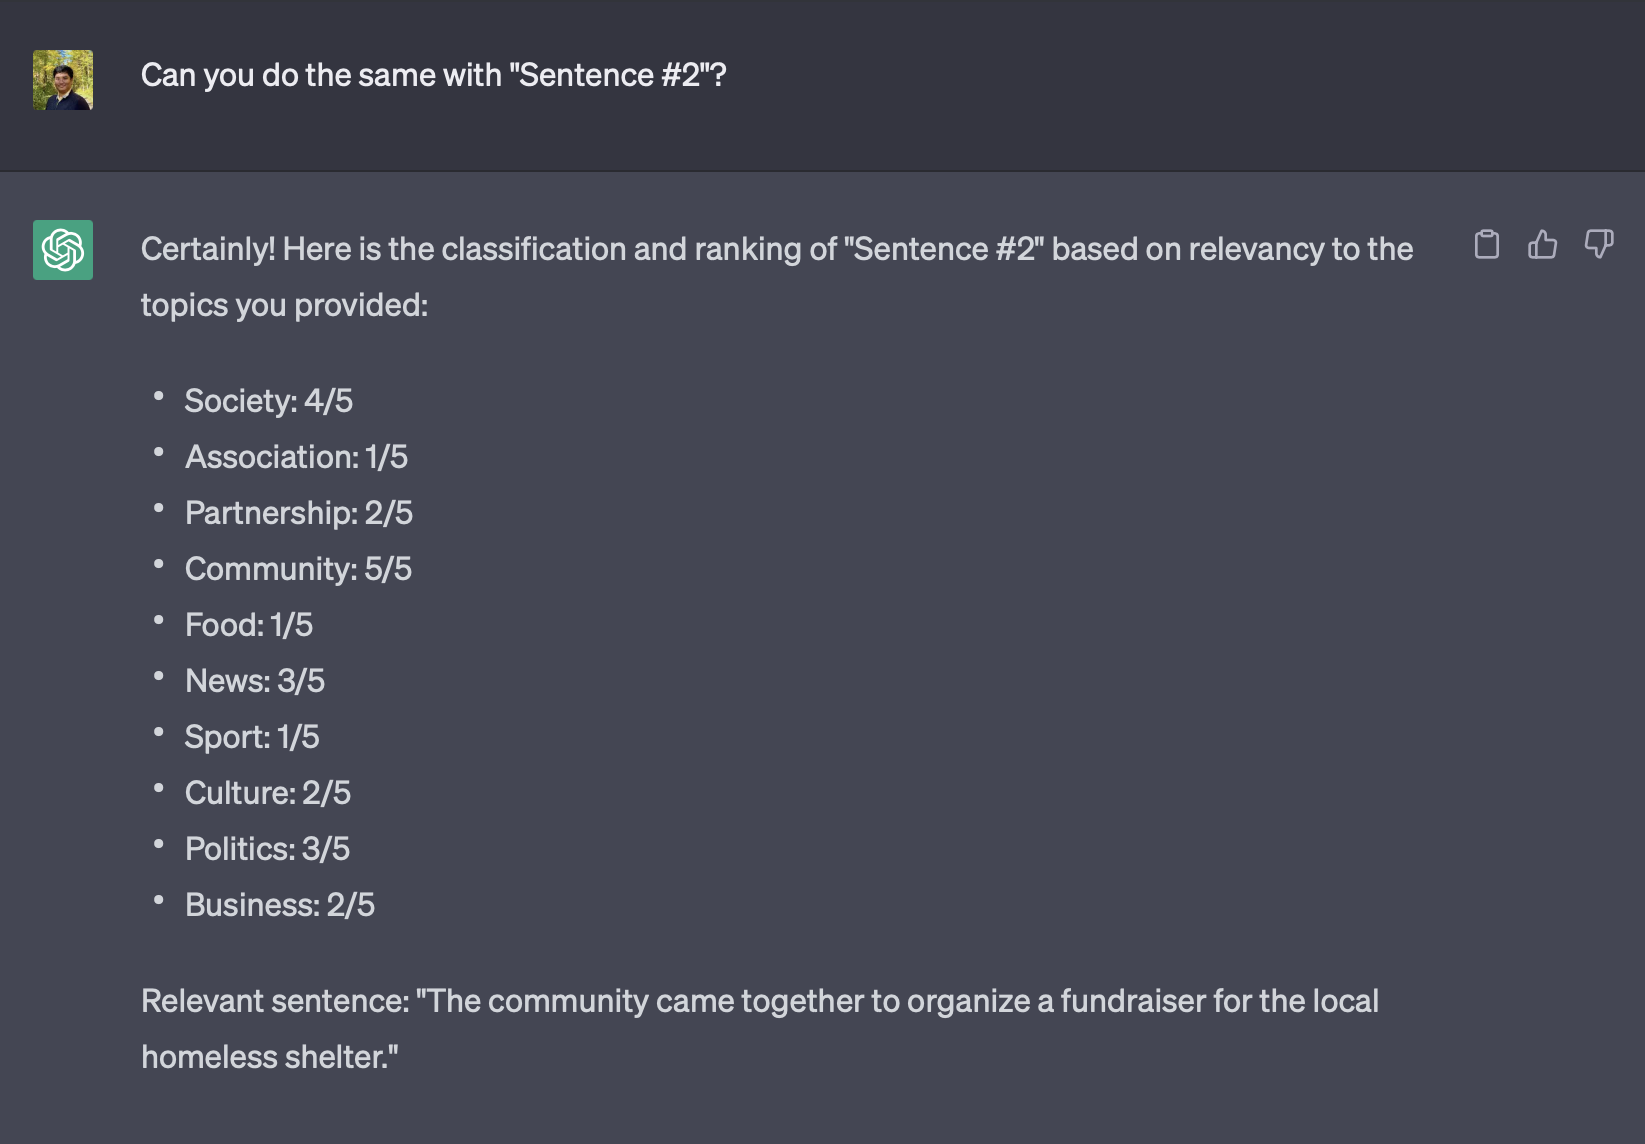 Can you do the same with "Sentence #2"?
Certainly! Here is the classification and ranking of "Sentence #2" based on relevancy to the
topics you provided:
• Society: 4/5
• Association: 1/5
• Partnership: 2/5
• Community: 5/5
• Food: 1/5
• News: 3/5
• Sport: 1/5
• Culture: 2/5
• Politics: 3/5
• Business: 2/5
Relevant sentence: "The community came together to organize a fundraiser for the local
homeless shelter."